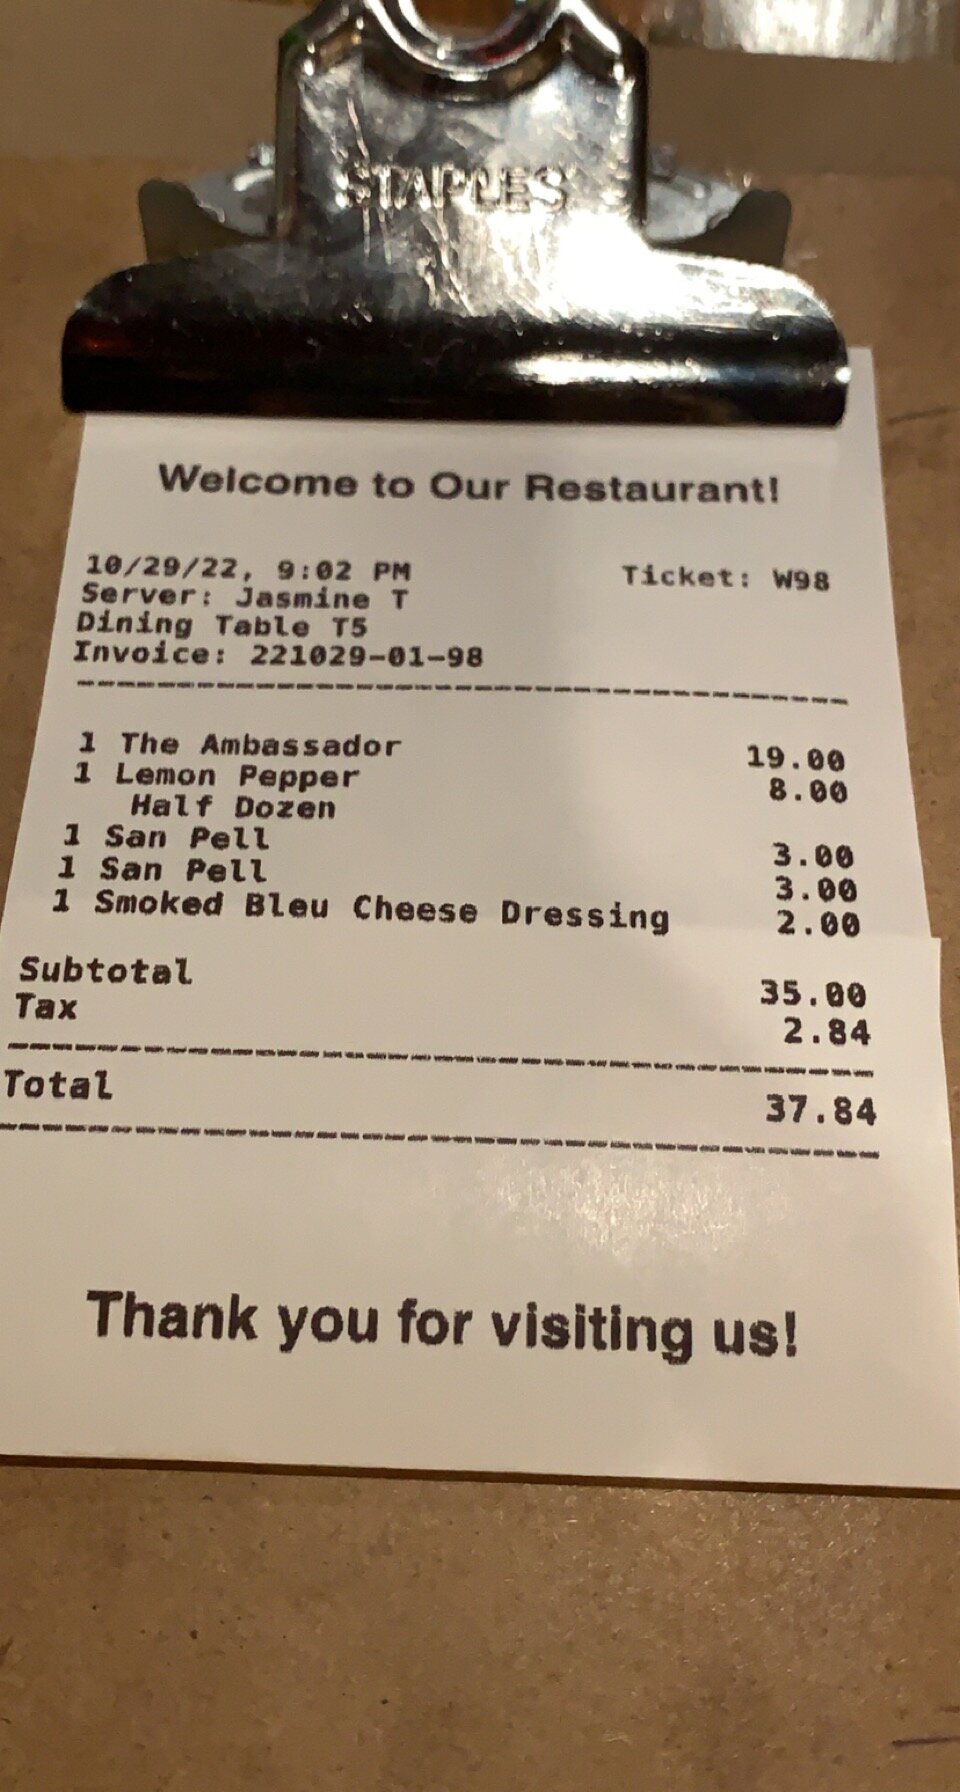 STAPLES
Welcome to Our Restaurant!
10/29/22, 9:02 PM Ticket: W98
Server: Jasmine T
Dining Table T5
Invoice: 221029-01-98
1 The Ambassador 19.00
1 Lemon Pepper 8.00
Half Dozen
1 San Pell 3.00
1 San Pell 3.00
1 Smoked Bleu Cheese Dressing 2.00
Subtotal 35.00
Tax 2.84
Total 37.84
Thank you for visiting us!